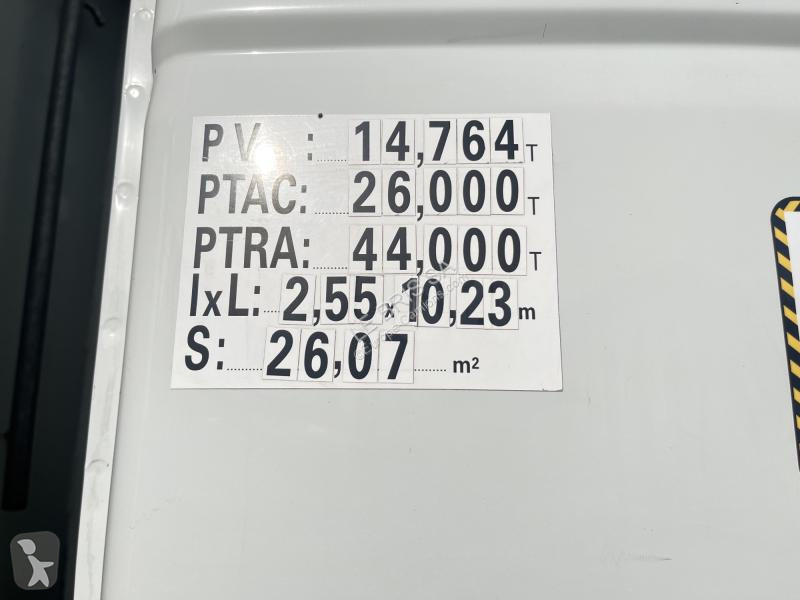 PV : ...... 14,764 T
PTAC: ......... 26,000 T
PTRA: ......... 44,000 T
lxL: .... 2,55 x 10,23 m
S: ......... 26,07 ......... m²